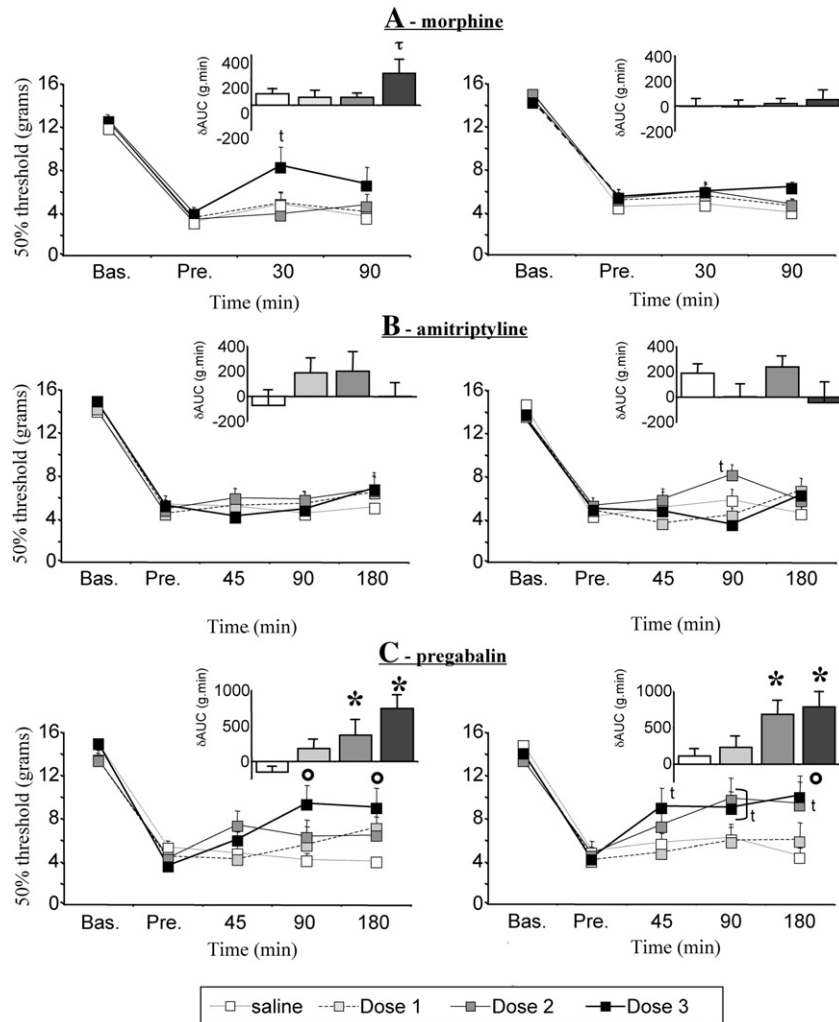 A - morphine
50% threshold (grams)
16
12
8
4
0
δAUC (g.min)
400
200
-200
τ
t
Bas. Pre. 30 90
Time (min)
16
12
8
4
0
δAUC (g.min)
400
200
0
-200
Bas. Pre. 30 90
Time (min)
B - amitriptyline
50% threshold (grams)
16
12
8
4
0
δAUC (g.min)
400
200
0
-200
Bas. Pre. 45 90 180
Time (min)
16
12
8
4
0
δAUC (g.min)
400
200
0
-200
t
Bas. Pre. 45 90 180
Time (min)
C - pregabalin
50% threshold (grams)
16
12
8
4
0
δAUC (g.min)
1000
500
0
* *
Bas. Pre. 45 90 180
Time (min)
16
12
8
4
0
δAUC (g.min)
1000
500
0
* *
t
t
t
Bas. Pre. 45 90 180
Time (min)
saline Dose 1 Dose 2 Dose 3